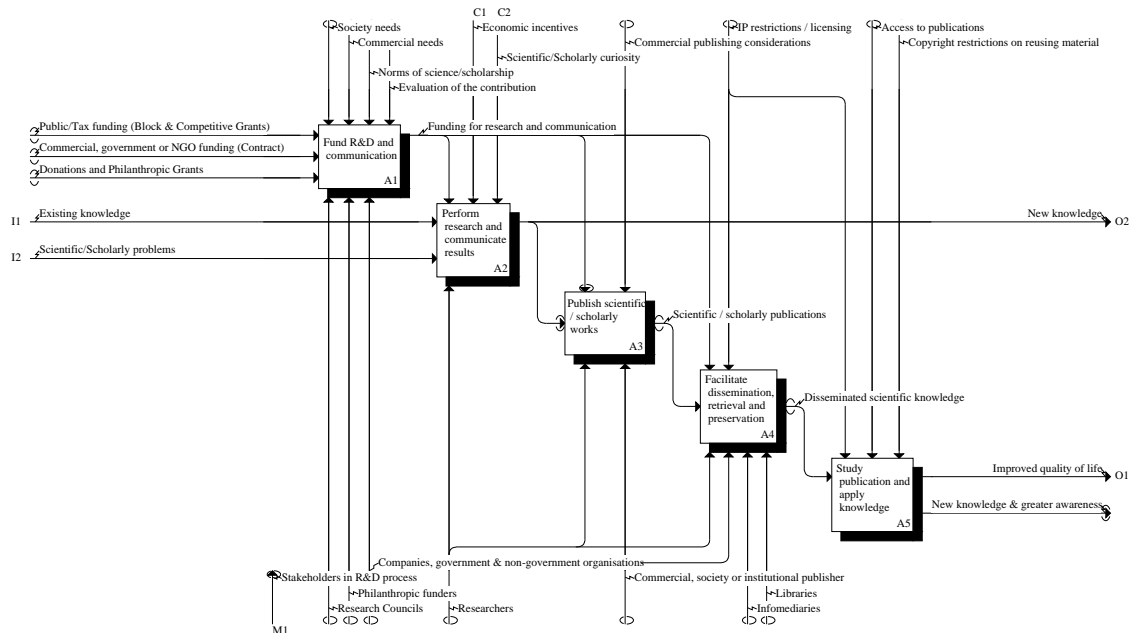 C1 C2
Society needs
Economic incentives
IP restrictions / licensing
Access to publications
Commercial needs
Commercial publishing considerations
Copyright restrictions on reusing material
Scientific/Scholarly curiosity
Norms of science/scholarship
Evaluation of the contribution
Public/Tax funding (Block & Competitive Grants)
Funding for research and communication
Commercial, government or NGO funding (Contract)
Fund R&D and
communication
A1
Donations and Philanthropic Grants
I1
Existing knowledge
New knowledge
O2
Perform
research and
communicate
results
A2
I2
Scientific/Scholarly problems
Publish scientific
/ scholarly
works
A3
Scientific / scholarly publications
Facilitate
dissemination,
retrieval and
preservation
A4
Disseminated scientific knowledge
Study
publication and
apply
knowledge
A5
Improved quality of life
O1
New knowledge & greater awareness
Companies, government & non-government organisations
Stakeholders in R&D process
Commercial, society or institutional publisher
Philanthropic funders
Libraries
Research Councils
Researchers
Infomediaries
M1